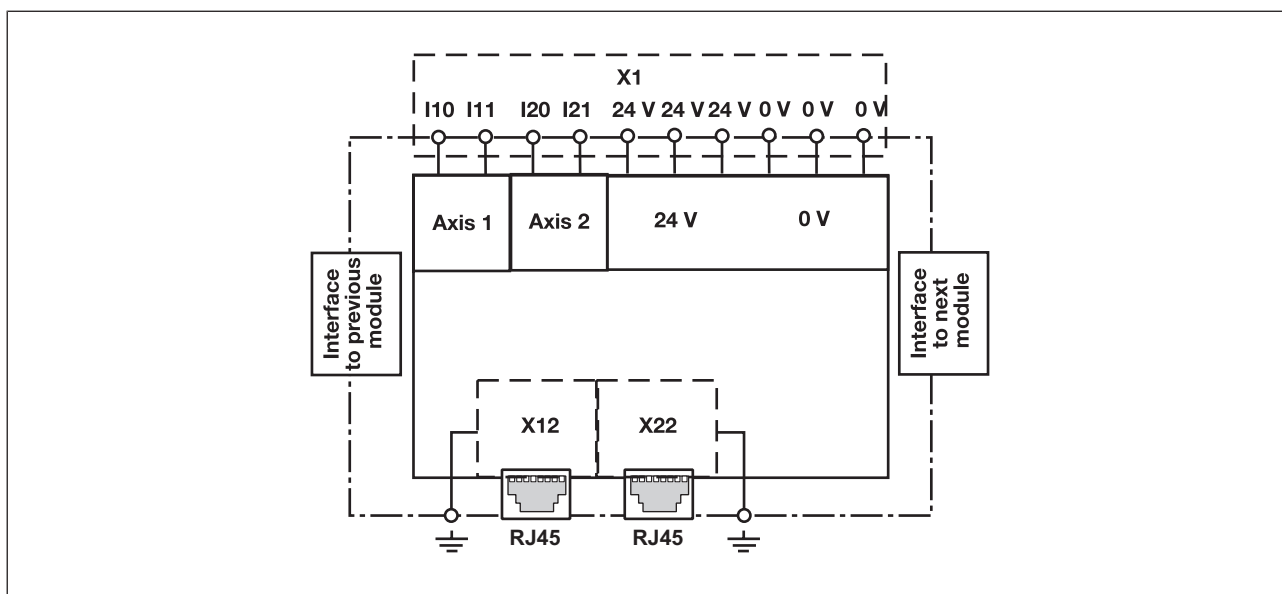 X1
I10 I11 I20 I21 24 V 24 V 24 V 0 V 0 V 0 V
Axis 1 Axis 2 24 V 0 V
Interface
to previous
module
Interface
to next
module
X12 X22
RJ45 RJ45